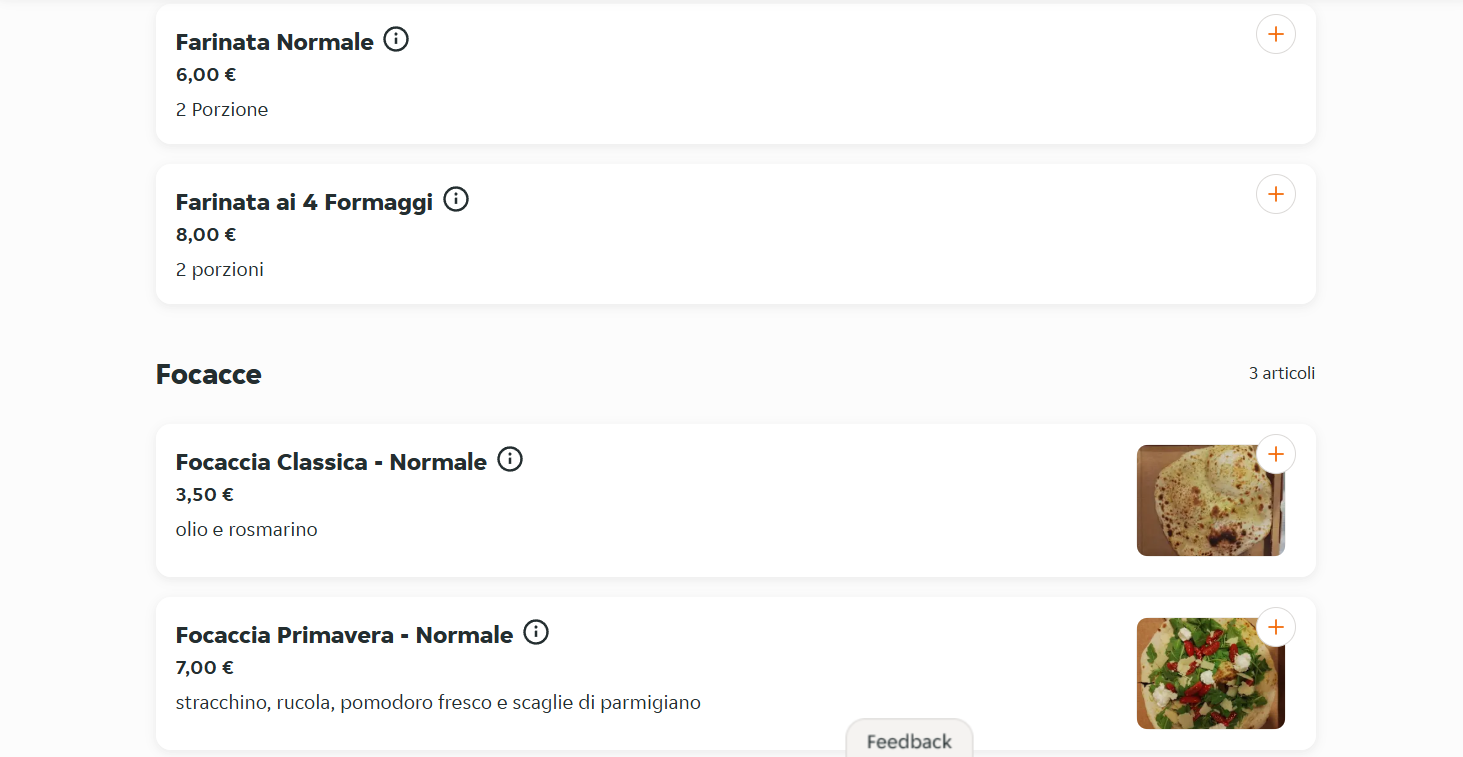 Farinata Normale
6,00 €
2 Porzione
Farinata ai 4 Formaggi
8,00 €
2 porzioni
Focacce
3 articoli
Focaccia Classica - Normale
3,50 €
olio e rosmarino
Focaccia Primavera - Normale
7,00 €
stracchino, rucola, pomodoro fresco e scaglie di parmigiano
Feedback